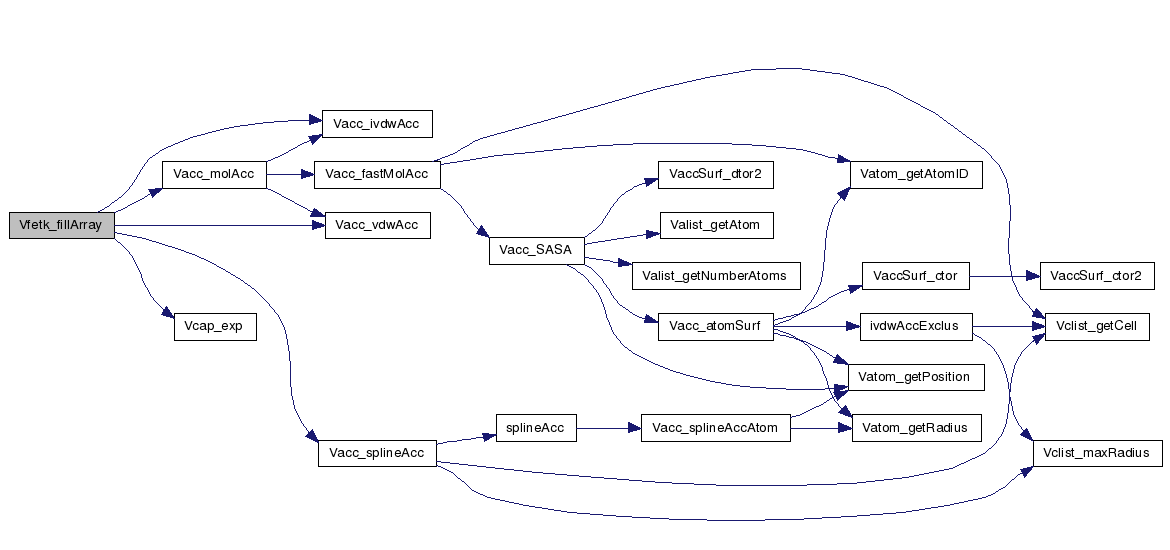 Vacc_ivdwAcc
Vacc_molAcc
Vacc_fastMolAcc
VaccSurf_dtor2
Vatom_getAtomID
Vfetk_fillArray
Vacc_vdwAcc
Valist_getAtom
Vacc_SASA
Valist_getNumberAtoms
VaccSurf_ctor
VaccSurf_ctor2
Vcap_exp
Vacc_atomSurf
ivdwAccExclus
Vclist_getCell
Vatom_getPosition
splineAcc
Vacc_splineAccAtom
Vatom_getRadius
Vacc_splineAcc
Vclist_maxRadius